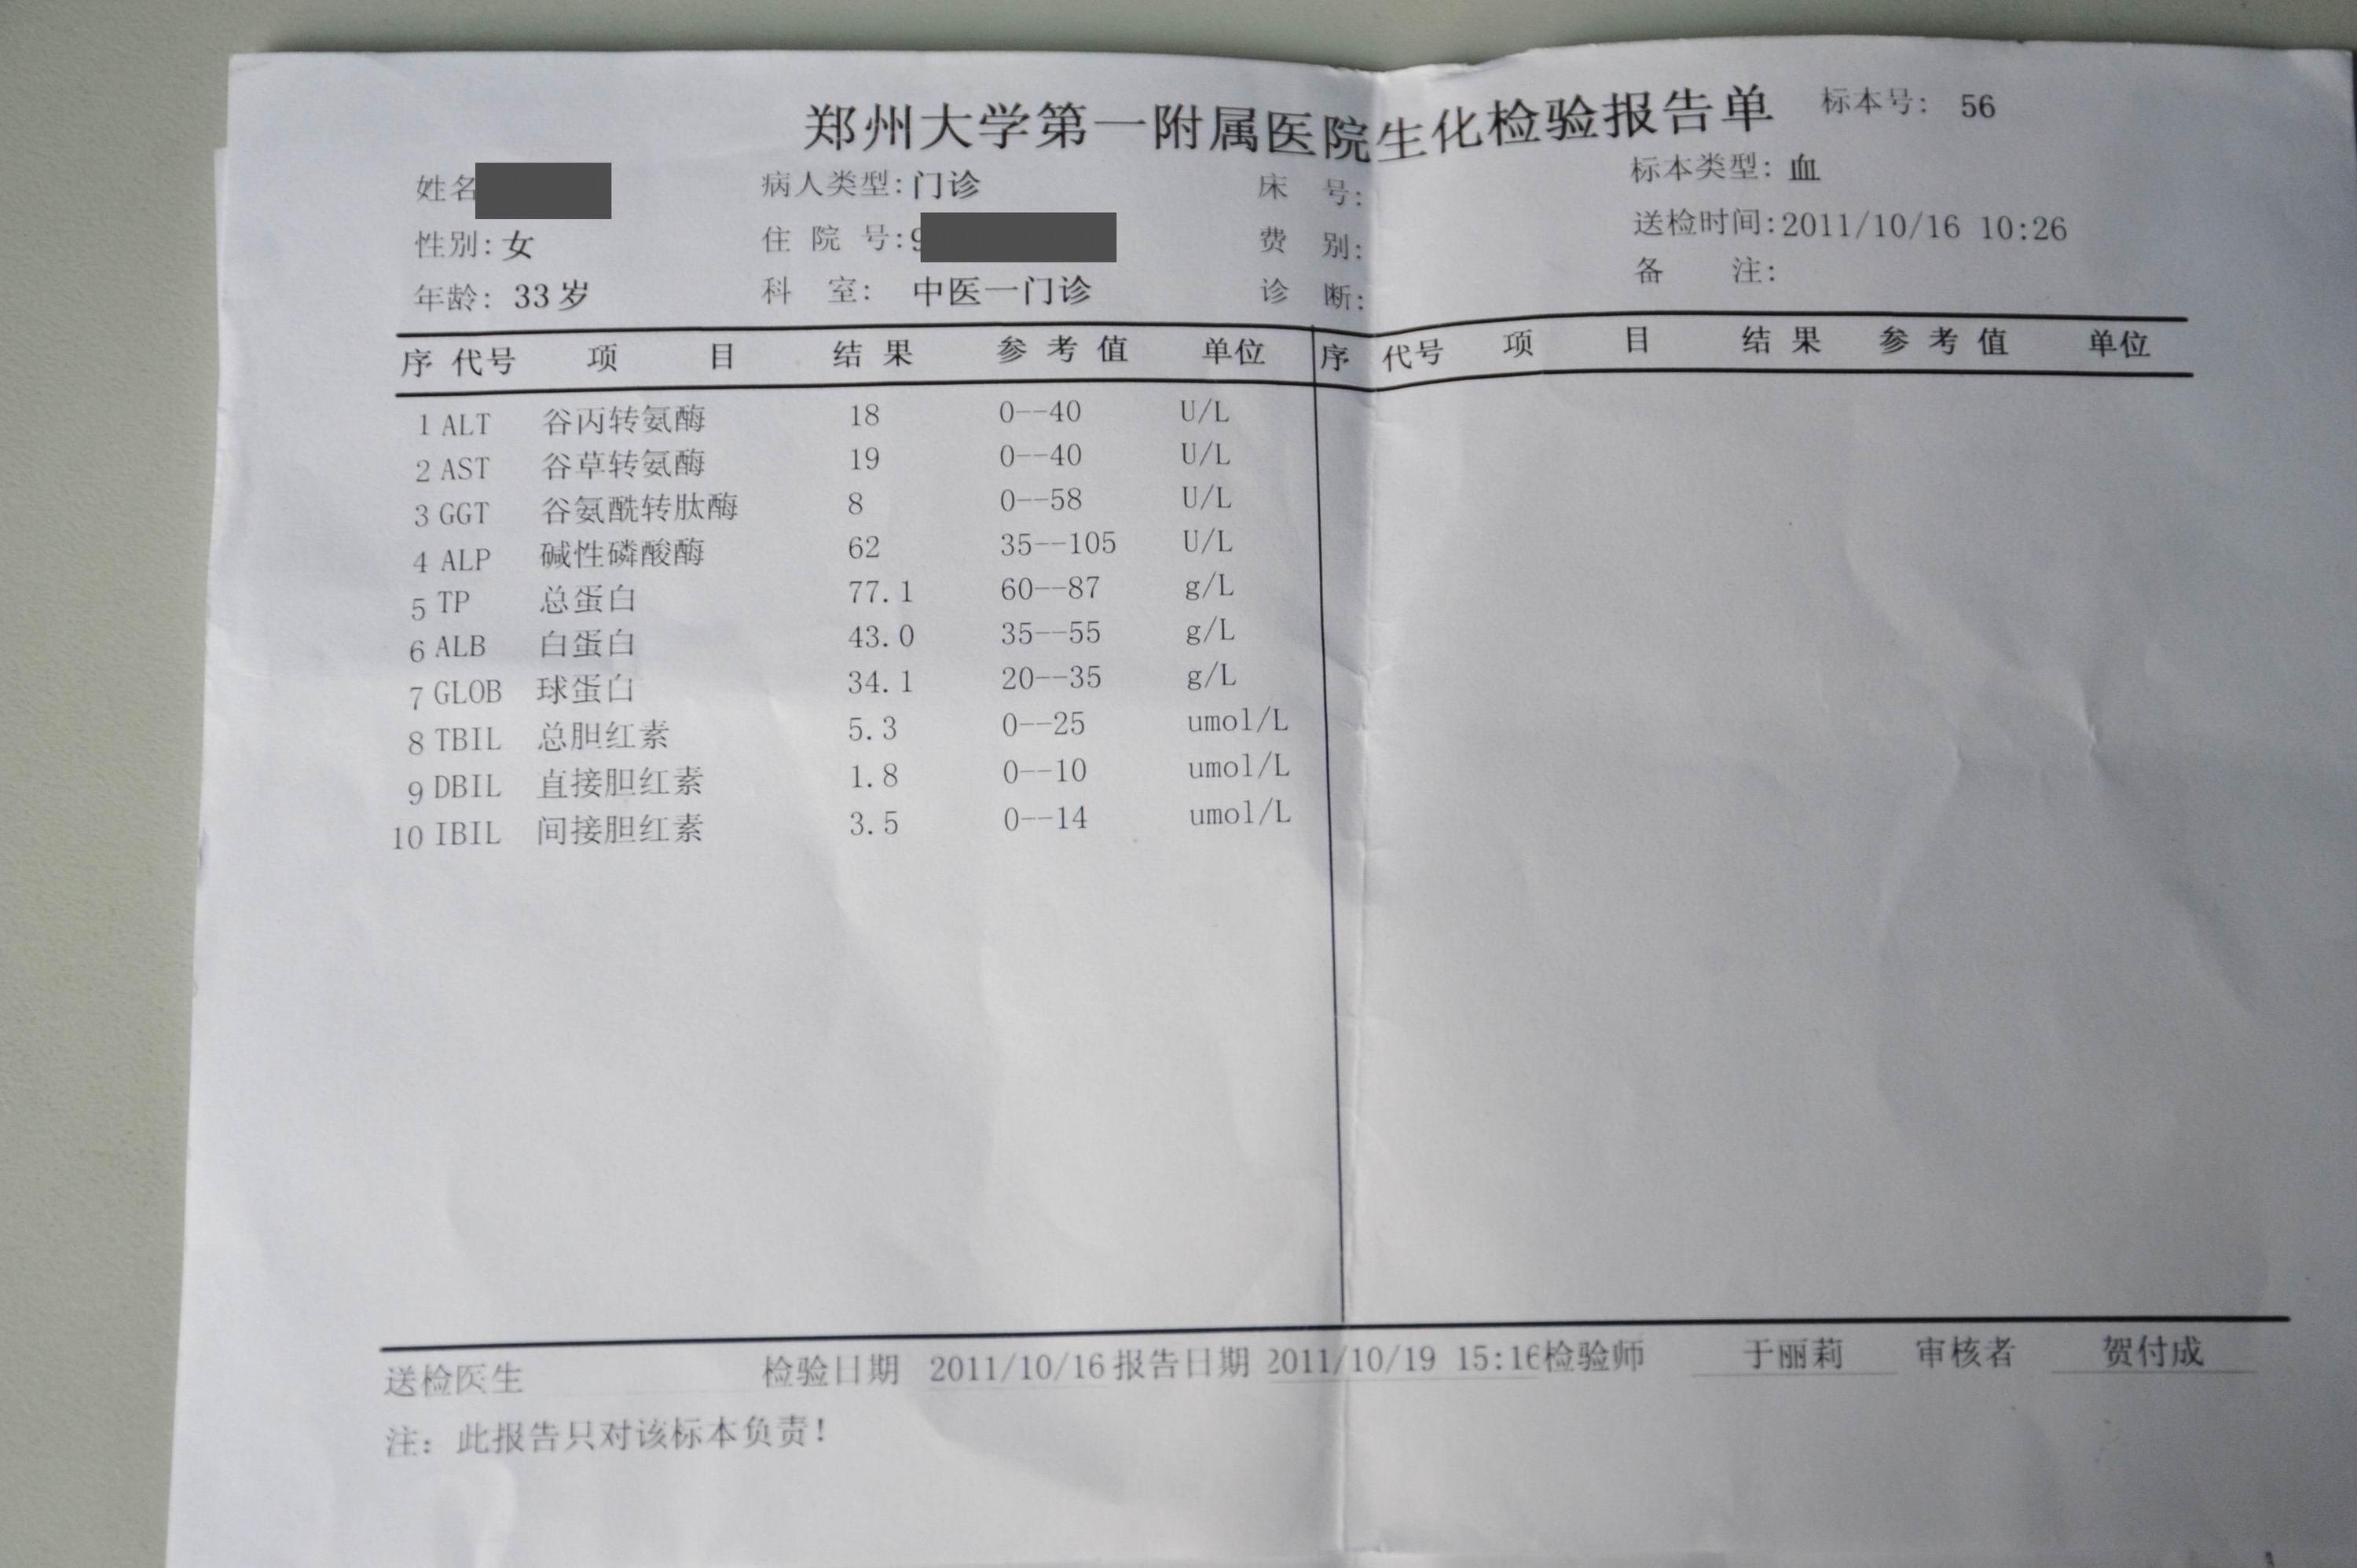 郑州大学第一附属医院生化检验报告单 标本号: 56
姓名 病人类型:门诊 床 号: 标本类型: 血
性别: 女 住 院 号:9 费 别: 送检时间:2011/10/16 10:26
年龄: 33岁 科 室: 中医一门诊 诊 断: 备 注:
序 代号 项 目 结 果 参 考 值 单位 序 代号 项 目 结 果 参 考 值 单位
1 ALT 谷丙转氨酶 18 0--40 U/L
2 AST 谷草转氨酶 19 0--40 U/L
3 GGT 谷氨酰转肽酶 8 0--58 U/L
4 ALP 碱性磷酸酶 62 35--105 U/L
5 TP 总蛋白 77.1 60--87 g/L
6 ALB 白蛋白 43.0 35--55 g/L
7 GLOB 球蛋白 34.1 20--35 g/L
8 TBIL 总胆红素 5.3 0--25 umol/L
9 DBIL 直接胆红素 1.8 0--10 umol/L
10 IBIL 间接胆红素 3.5 0--14 umol/L
送检医生 检验日期 2011/10/16 报告日期 2011/10/19 15:16 检验师 于丽莉 审核者 贺付成
注: 此报告只对该标本负责!